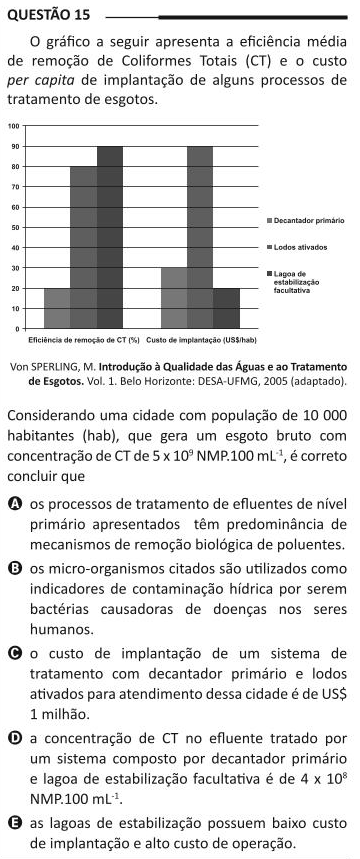 QUESTÃO 15
O gráfico a seguir apresenta a eficiência média
de remoção de Coliformes Totais (CT) e o custo
per capita de implantação de alguns processos de
tratamento de esgotos.
100
90
80
70
60
50
40
30
20
10
0
Decantador primário
Lodos ativados
Lagoa de
estabilização
facultativa
Eficiência de remoção de CT (%) Custo de implantação (US$/hab)
Von SPERLING, M. Introdução à Qualidade das Águas e ao Tratamento
de Esgotos. Vol. 1. Belo Horizonte: DESA-UFMG, 2005 (adaptado).
Considerando uma cidade com população de 10 000
habitantes (hab), que gera um esgoto bruto com
concentração de CT de 5 x 10⁹ NMP.100 mL⁻¹, é correto
concluir que
A os processos de tratamento de efluentes de nível
primário apresentados têm predominância de
mecanismos de remoção biológica de poluentes.
B os micro-organismos citados são utilizados como
indicadores de contaminação hídrica por serem
bactérias causadoras de doenças nos seres
humanos.
C o custo de implantação de um sistema de
tratamento com decantador primário e lodos
ativados para atendimento dessa cidade é de US$
1 milhão.
D a concentração de CT no efluente tratado por
um sistema composto por decantador primário
e lagoa de estabilização facultativa é de 4 x 10⁸
NMP.100 mL⁻¹.
E as lagoas de estabilização possuem baixo custo
de implantação e alto custo de operação.